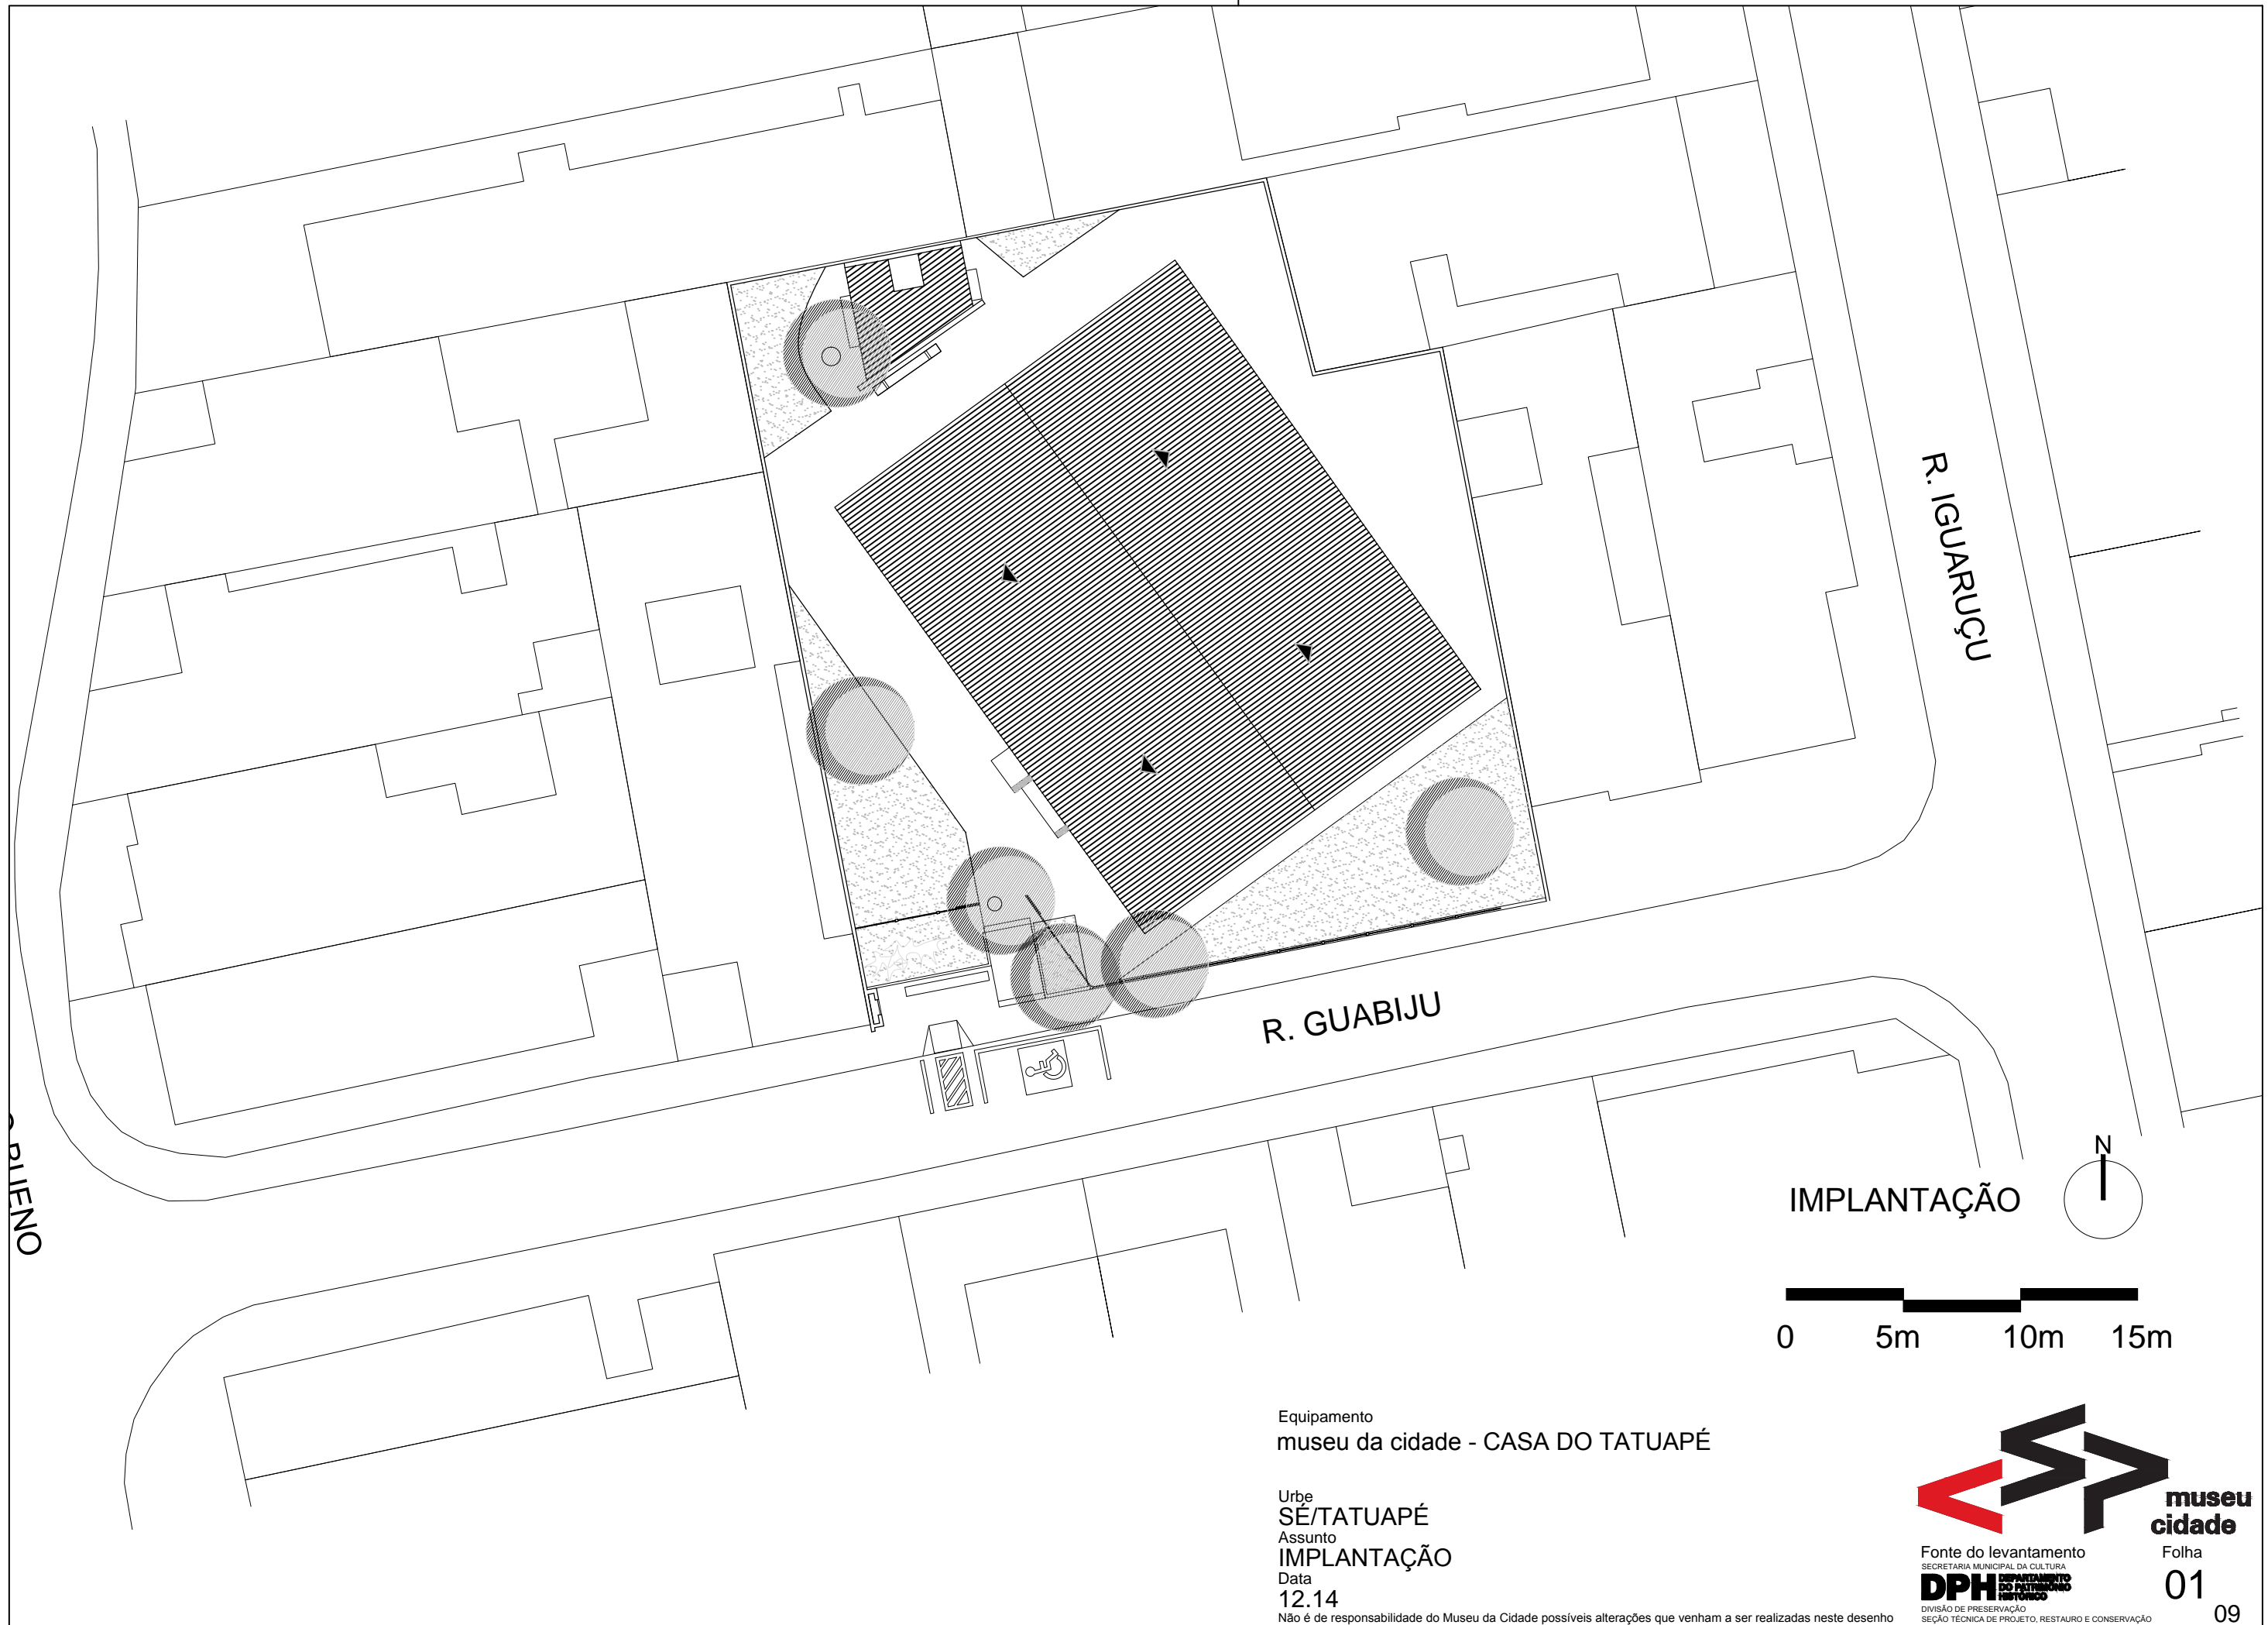 R. IGUARUÇU
R. GUABIJU
BUENO
N
IMPLANTAÇÃO
0 5m 10m 15m
Equipamento
museu da cidade - CASA DO TATUAPÉ
Urbe
SÉ/TATUAPÉ
Assunto
IMPLANTAÇÃO
Data
12.14
Não é de responsabilidade do Museu da Cidade possíveis alterações que venham a ser realizadas neste desenho
SP
museu
cidade
Fonte do levantamento
SECRETARIA MUNICIPAL DA CULTURA
DPH DEPARTAMENTO
DO PATRIMÔNIO
HISTÓRICO
DIVISÃO DE PRESERVAÇÃO
SEÇÃO TÉCNICA DE PROJETO, RESTAURO E CONSERVAÇÃO
Folha
01
09